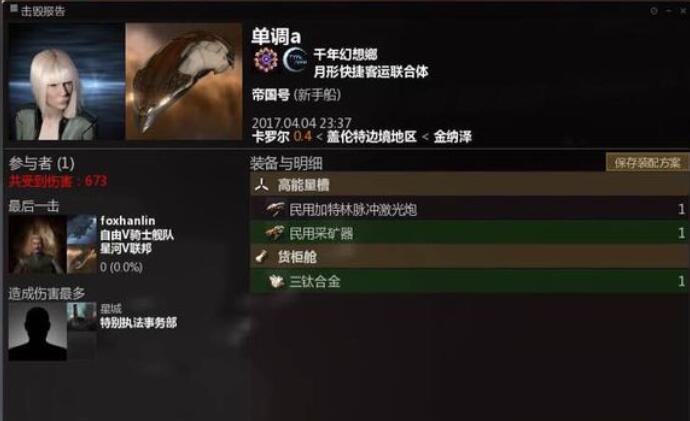 击毁报告
单调a
千年幻想郷
月形快捷客运联合体
帝国号 (新手船)
2017.04.04 23:37
卡罗尔 0.4 < 盖伦特边境地区 < 金纳泽
参与者 (1)
共受到伤害：673
最后一击
foxhanlin
自由V骑士舰队
星河V联邦
0 (0.0%)
造成伤害最多
星城
特别执法事务部
装备与明细
保存装配方案
高能量槽
民用加特林脉冲激光炮 1
民用采矿器 1
货柜舱
三钛合金 1